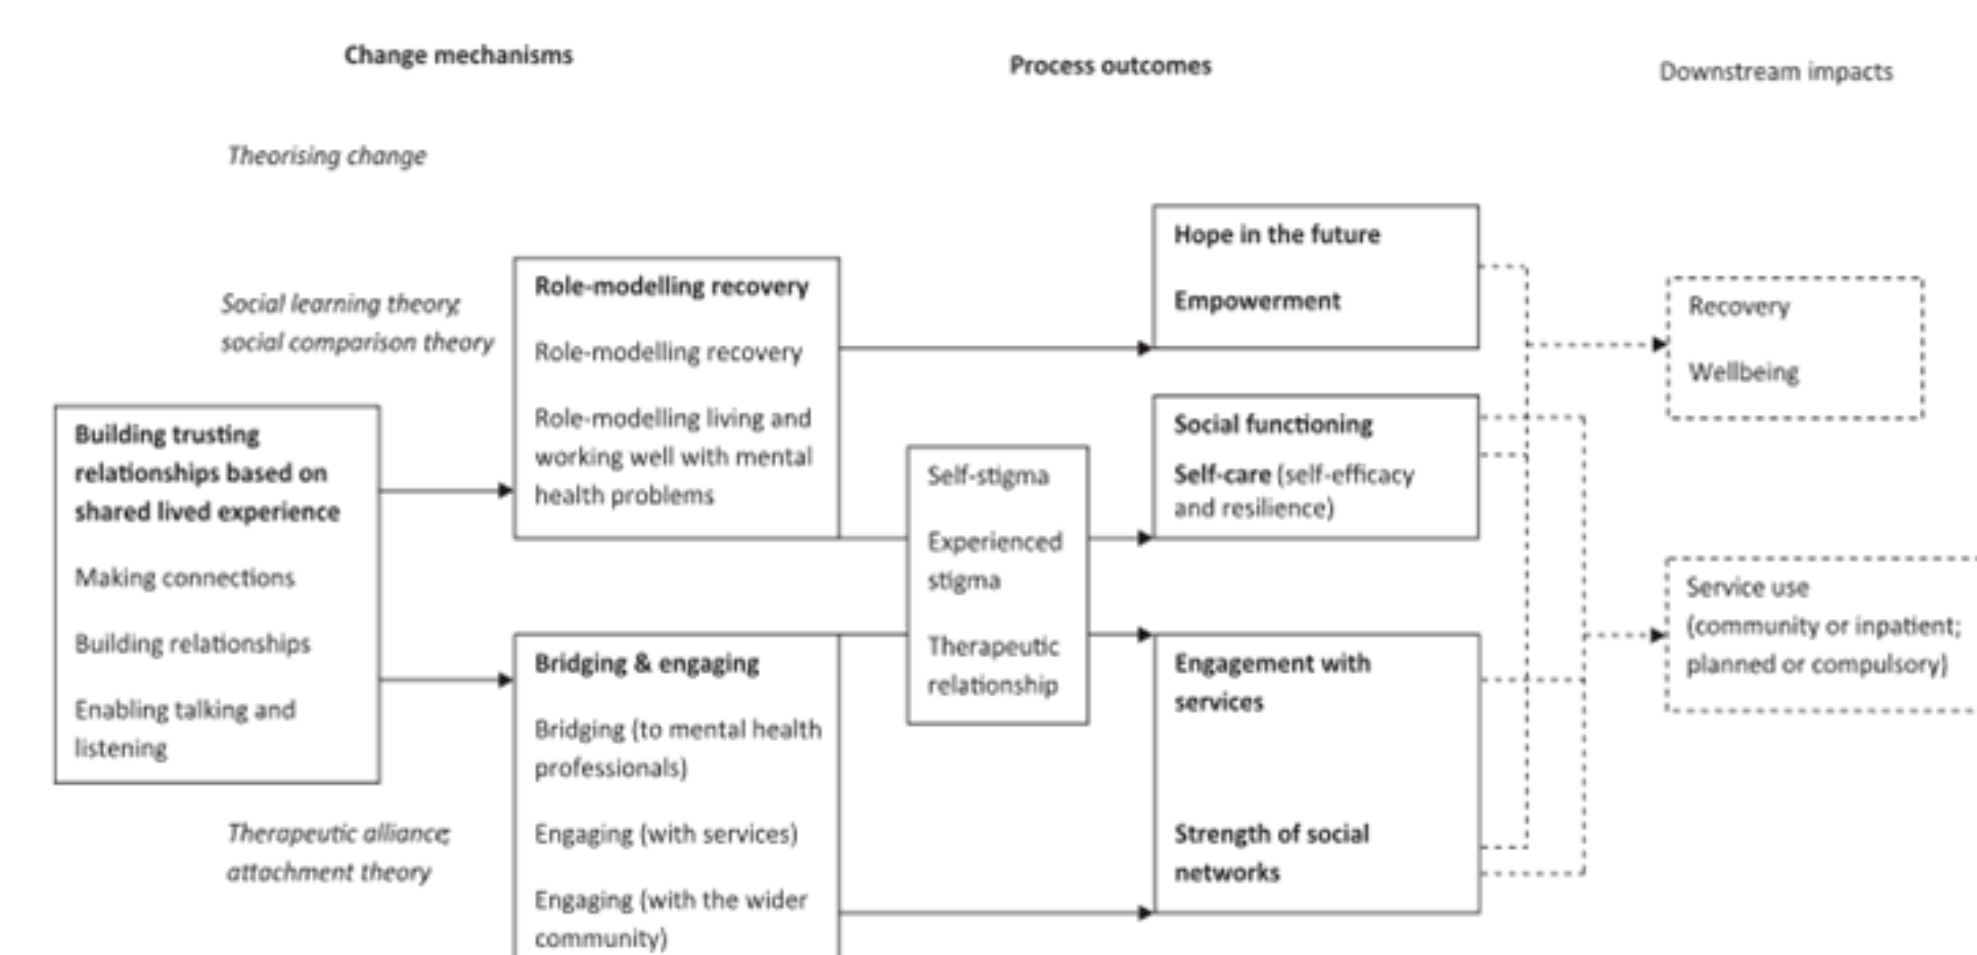 Change mechanisms
Process outcomes
Downstream impacts
Theorising change
Social learning theory;
social comparison theory
Building trusting
relationships based on
shared lived experience
Making connections
Building relationships
Enabling talking and
listening
Therapeutic alliance;
attachment theory
Role-modelling recovery
Role-modelling recovery
Role-modelling living and
working well with mental
health problems
Bridging & engaging
Bridging (to mental health
professionals)
Engaging (with services)
Engaging (with the wider
community)
Self-stigma
Experienced
stigma
Therapeutic
relationship
Hope in the future
Empowerment
Social functioning
Self-care (self-efficacy
and resilience)
Engagement with
services
Strength of social
networks
Recovery
Wellbeing
Service use
(community or inpatient;
planned or compulsory)